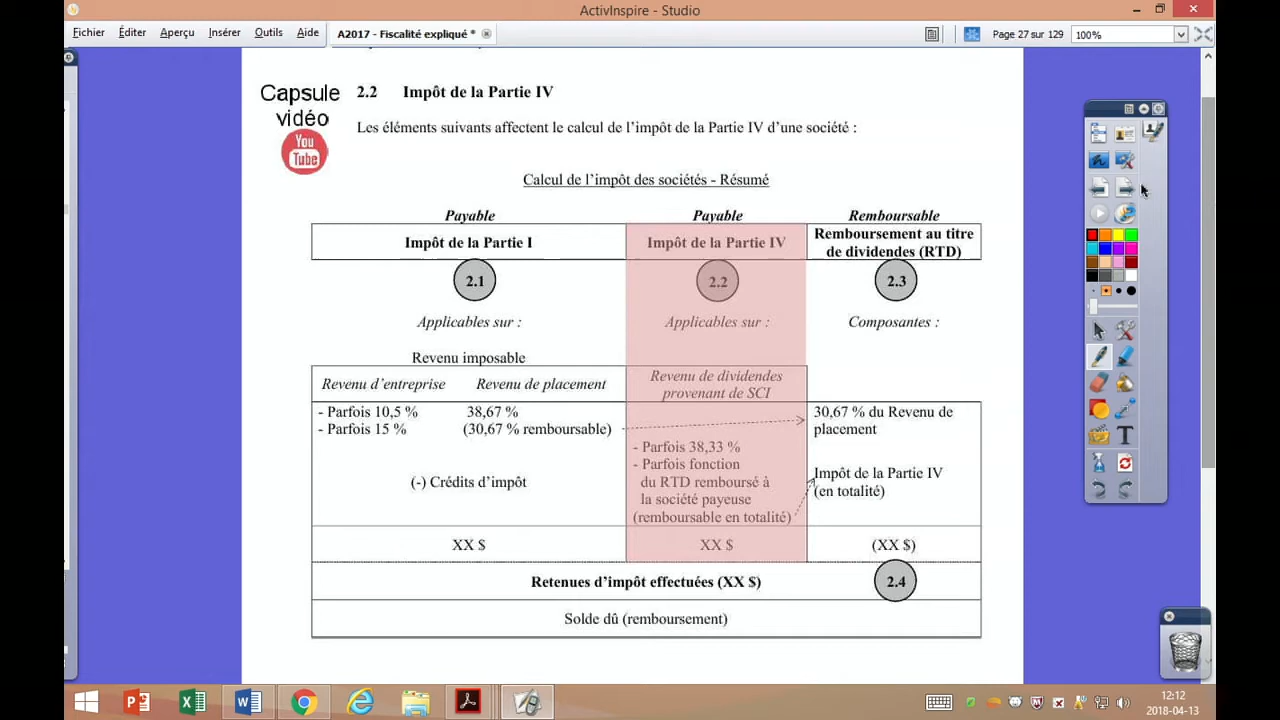 ActivInspire - Studio
Fichier Éditer Aperçu Insérer Outils Aide
A2017 - Fiscalité expliqué *
Page 27 sur 129
100%
Capsule
vidéo
You
Tube
2.2 Impôt de la Partie IV
Les éléments suivants affectent le calcul de l’impôt de la Partie IV d’une société :
Calcul de l’impôt des sociétés - Résumé
Payable Payable Remboursable
Impôt de la Partie I
Impôt de la Partie IV
Remboursement au titre
de dividendes (RTD)
2.1 2.2 2.3
Applicables sur : Applicables sur : Composantes :
Revenu imposable
Revenu d’entreprise Revenu de placement
Revenu de dividendes
provenant de SCI
- Parfois 10,5 % 38,67 %
- Parfois 15 % (30,67 % remboursable)
(-) Crédits d’impôt
- Parfois 38,33 %
- Parfois fonction
du RTD remboursé à
la société payeuse
(remboursable en totalité)
30,67 % du Revenu de
placement
Impôt de la Partie IV
(en totalité)
XX $ XX $ (XX $)
Retenues d’impôt effectuées (XX $) 2.4
Solde dû (remboursement)
12:12
2018-04-13